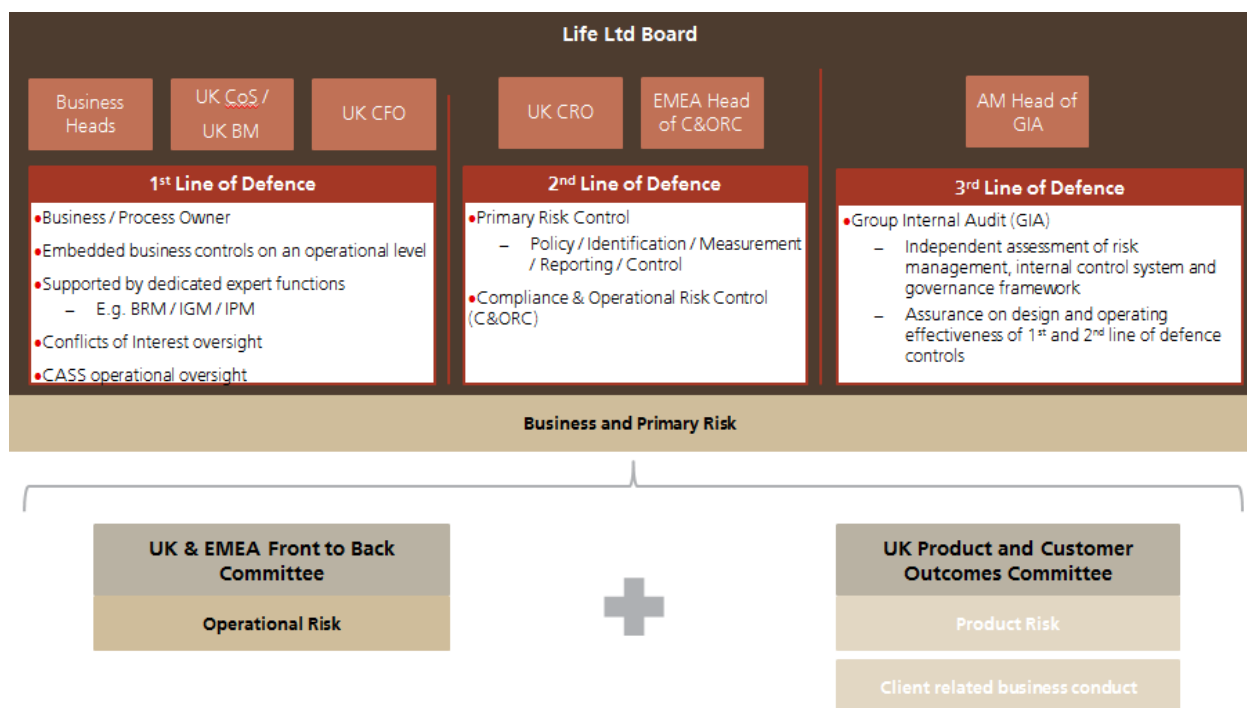 Life Ltd Board
Business
Heads
UK CoS /
UK BM
UK CFO
UK CRO
EMEA Head
of C&ORC
AM Head of
GIA
1st Line of Defence
•Business / Process Owner
•Embedded business controls on an operational level
•Supported by dedicated expert functions
– E.g. BRM / IGM / IPM
•Conflicts of Interest oversight
•CASS operational oversight
2nd Line of Defence
•Primary Risk Control
– Policy / Identification / Measurement
/ Reporting / Control
•Compliance & Operational Risk Control
(C&ORC)
3rd Line of Defence
•Group Internal Audit (GIA)
– Independent assessment of risk
management, internal control system and
governance framework
– Assurance on design and operating
effectiveness of 1st and 2nd line of defence
controls
Business and Primary Risk
UK & EMEA Front to Back
Committee
Operational Risk
UK Product and Customer
Outcomes Committee
Product Risk
Client related business conduct